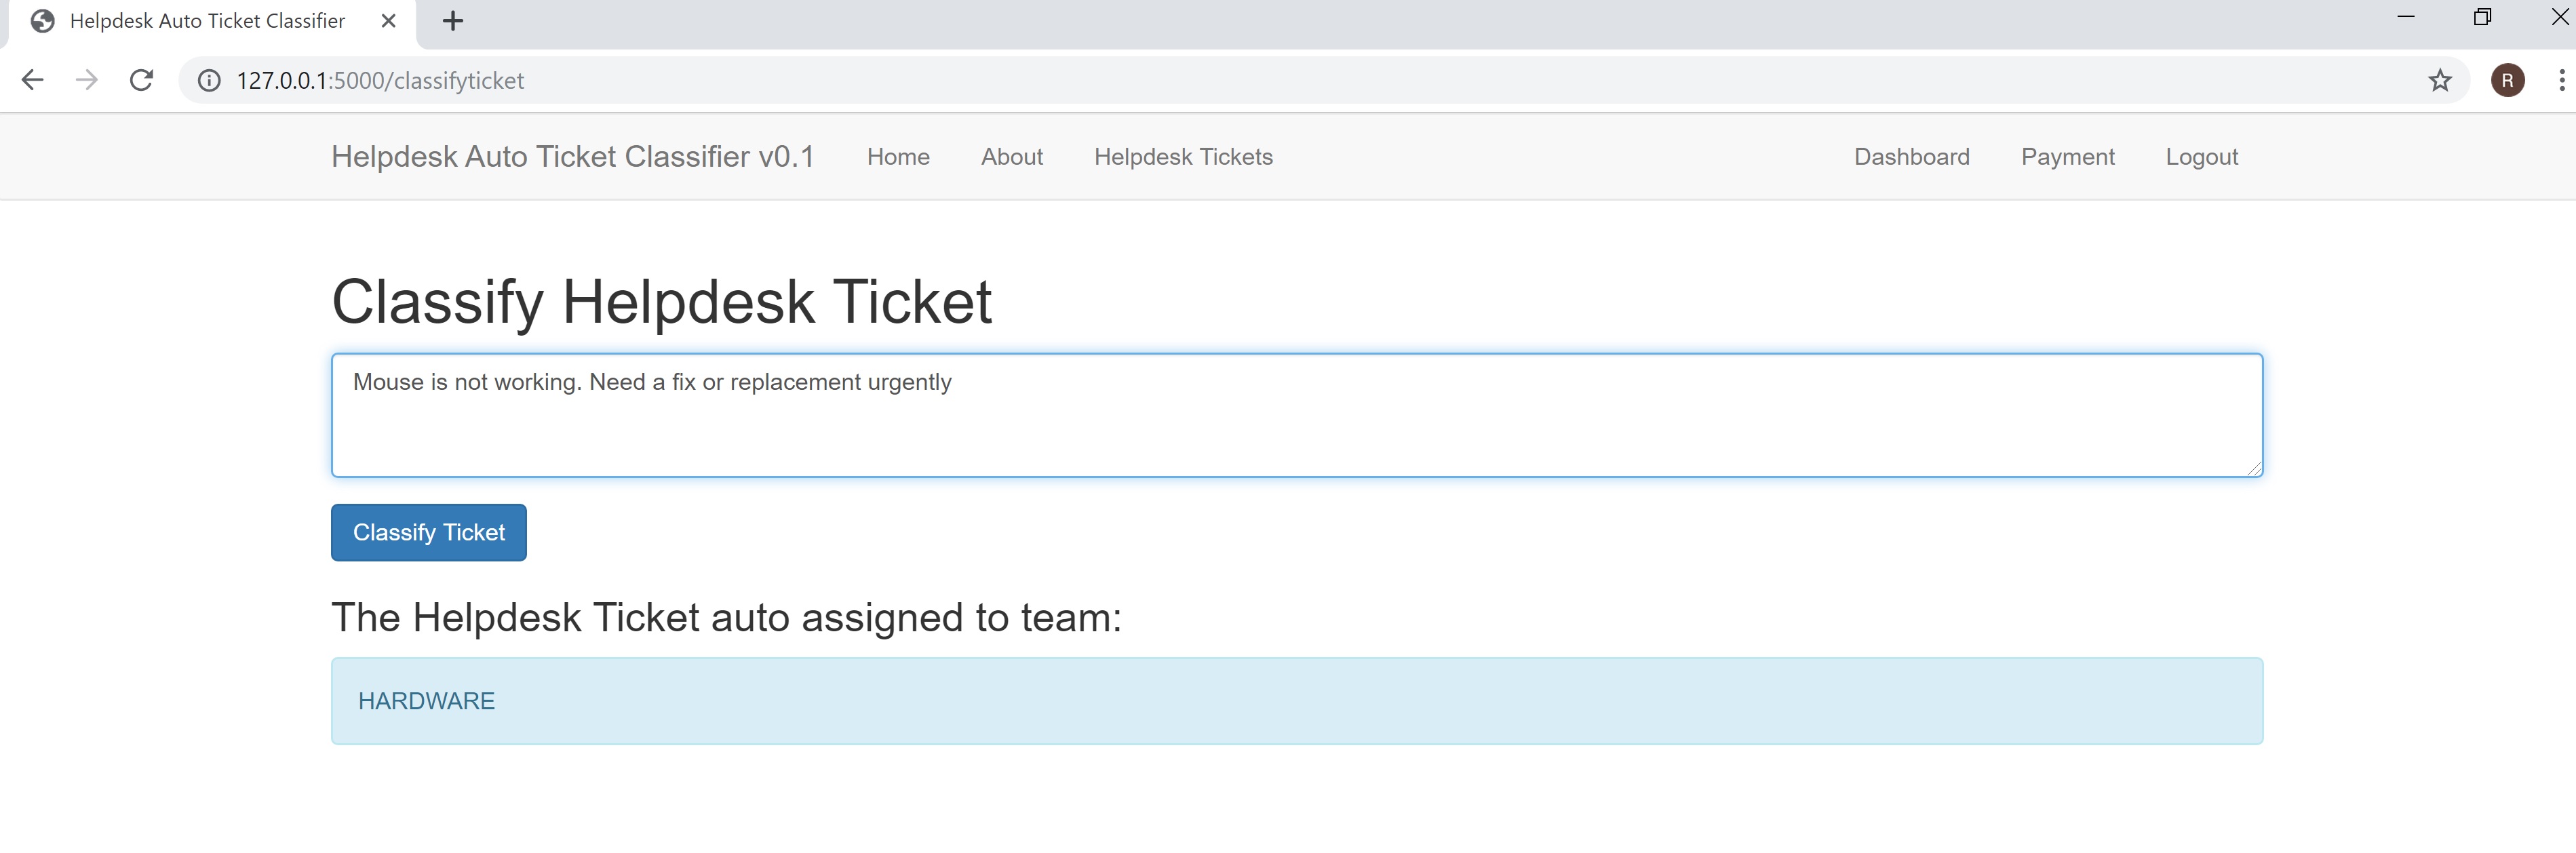 Helpdesk Auto Ticket Classifier
127.0.0.1:5000/classifyticket
R
Helpdesk Auto Ticket Classifier v0.1 Home About Helpdesk Tickets Dashboard Payment Logout
Classify Helpdesk Ticket
Mouse is not working. Need a fix or replacement urgently
Classify Ticket
The Helpdesk Ticket auto assigned to team:
HARDWARE